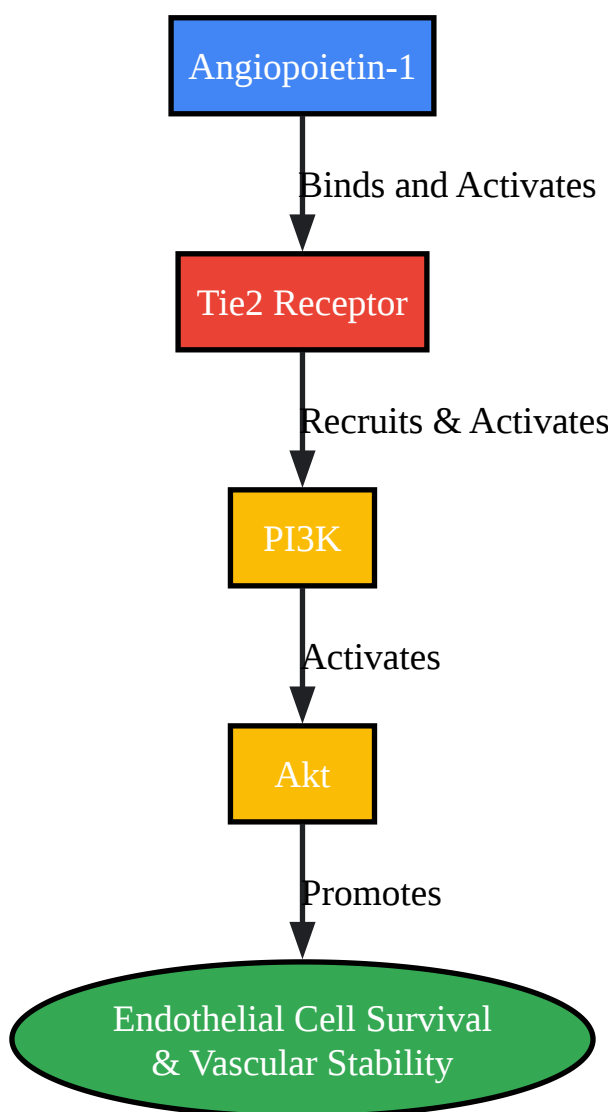 Angiopoietin-1
Binds and Activates
Tie2 Receptor
Recruits & Activates
PI3K
Activates
Akt
Promotes
Endothelial Cell Survival
& Vascular Stability